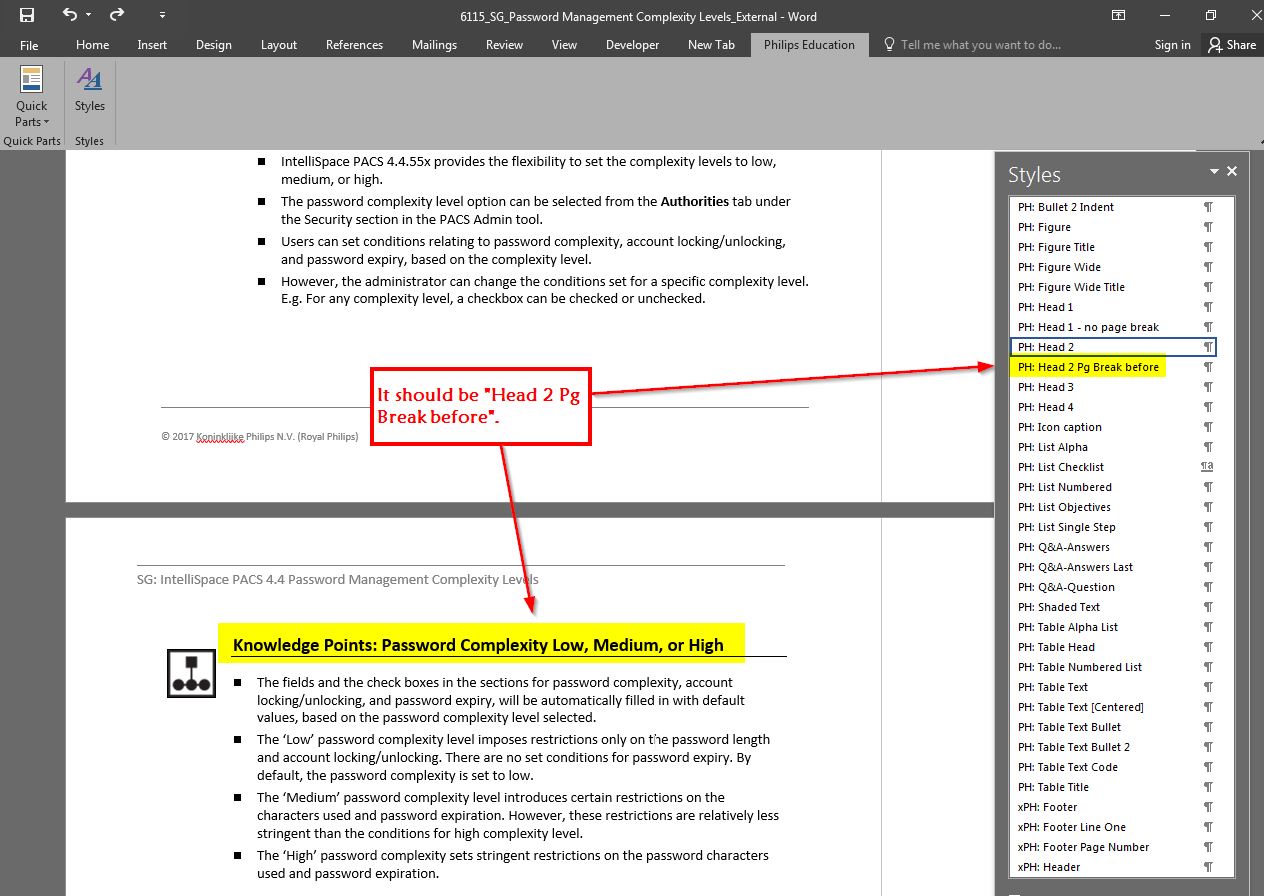 6115_SG_Password Management Complexity Levels_External - Word
File Home Insert Design Layout References Mailings Review View Developer New Tab Philips Education Tell me what you want to do... Sign in Share
Quick Parts
Styles
Quick Parts
Styles
■ IntelliSpace PACS 4.4.55x provides the flexibility to set the complexity levels to low,
medium, or high.
■ The password complexity level option can be selected from the Authorities tab under
the Security section in the PACS Admin tool.
■ Users can set conditions relating to password complexity, account locking/unlocking,
and password expiry, based on the complexity level.
■ However, the administrator can change the conditions set for a specific complexity level.
E.g. For any complexity level, a checkbox can be checked or unchecked.
It should be "Head 2 Pg
Break before".
© 2017 Koninklijke Philips N.V. (Royal Philips)
SG: IntelliSpace PACS 4.4 Password Management Complexity Levels
Knowledge Points: Password Complexity Low, Medium, or High
■ The fields and the check boxes in the sections for password complexity, account
locking/unlocking, and password expiry, will be automatically filled in with default
values, based on the password complexity level selected.
■ The ‘Low’ password complexity level imposes restrictions only on the password length
and account locking/unlocking. There are no set conditions for password expiry. By
default, the password complexity is set to low.
■ The ‘Medium’ password complexity level introduces certain restrictions on the
characters used and password expiration. However, these restrictions are relatively less
stringent than the conditions for high complexity level.
■ The ‘High’ password complexity sets stringent restrictions on the password characters
used and password expiration.
Styles
PH: Bullet 2 Indent ¶
PH: Figure ¶
PH: Figure Title ¶
PH: Figure Wide ¶
PH: Figure Wide Title ¶
PH: Head 1 ¶
PH: Head 1 - no page break ¶
PH: Head 2 ¶
PH: Head 2 Pg Break before ¶
PH: Head 3 ¶
PH: Head 4 ¶
PH: Icon caption ¶
PH: List Alpha ¶
PH: List Checklist ¶a
PH: List Numbered ¶
PH: List Objectives ¶
PH: List Single Step ¶
PH: Q&A-Answers ¶
PH: Q&A-Answers Last ¶
PH: Q&A-Question ¶
PH: Shaded Text ¶
PH: Table Alpha List ¶
PH: Table Head ¶
PH: Table Numbered List ¶
PH: Table Text ¶
PH: Table Text [Centered] ¶
PH: Table Text Bullet ¶
PH: Table Text Bullet 2 ¶
PH: Table Text Code ¶
PH: Table Title ¶
xPH: Footer ¶
xPH: Footer Line One ¶
xPH: Footer Page Number ¶
xPH: Header ¶